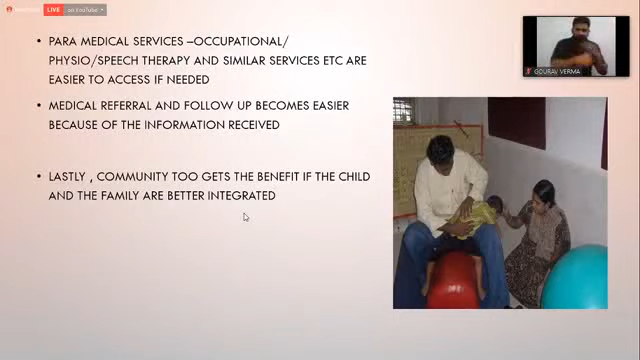 LIVE on YouTube
PARA MEDICAL SERVICES –OCCUPATIONAL/
PHYSIO/SPEECH THERAPY AND SIMILAR SERVICES ETC ARE
EASIER TO ACCESS IF NEEDED
MEDICAL REFERRAL AND FOLLOW UP BECOMES EASIER
BECAUSE OF THE INFORMATION RECEIVED
LASTLY , COMMUNITY TOO GETS THE BENEFIT IF THE CHILD
AND THE FAMILY ARE BETTER INTEGRATED
GOURAV VERMA